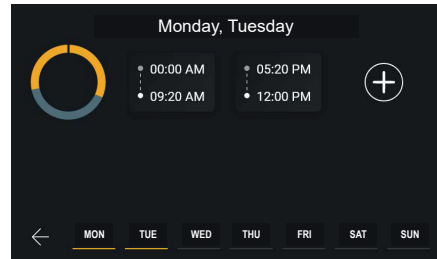 Monday, Tuesday
00:00 AM
09:20 AM
05:20 PM
12:00 PM
MON TUE WED THU FRI SAT SUN